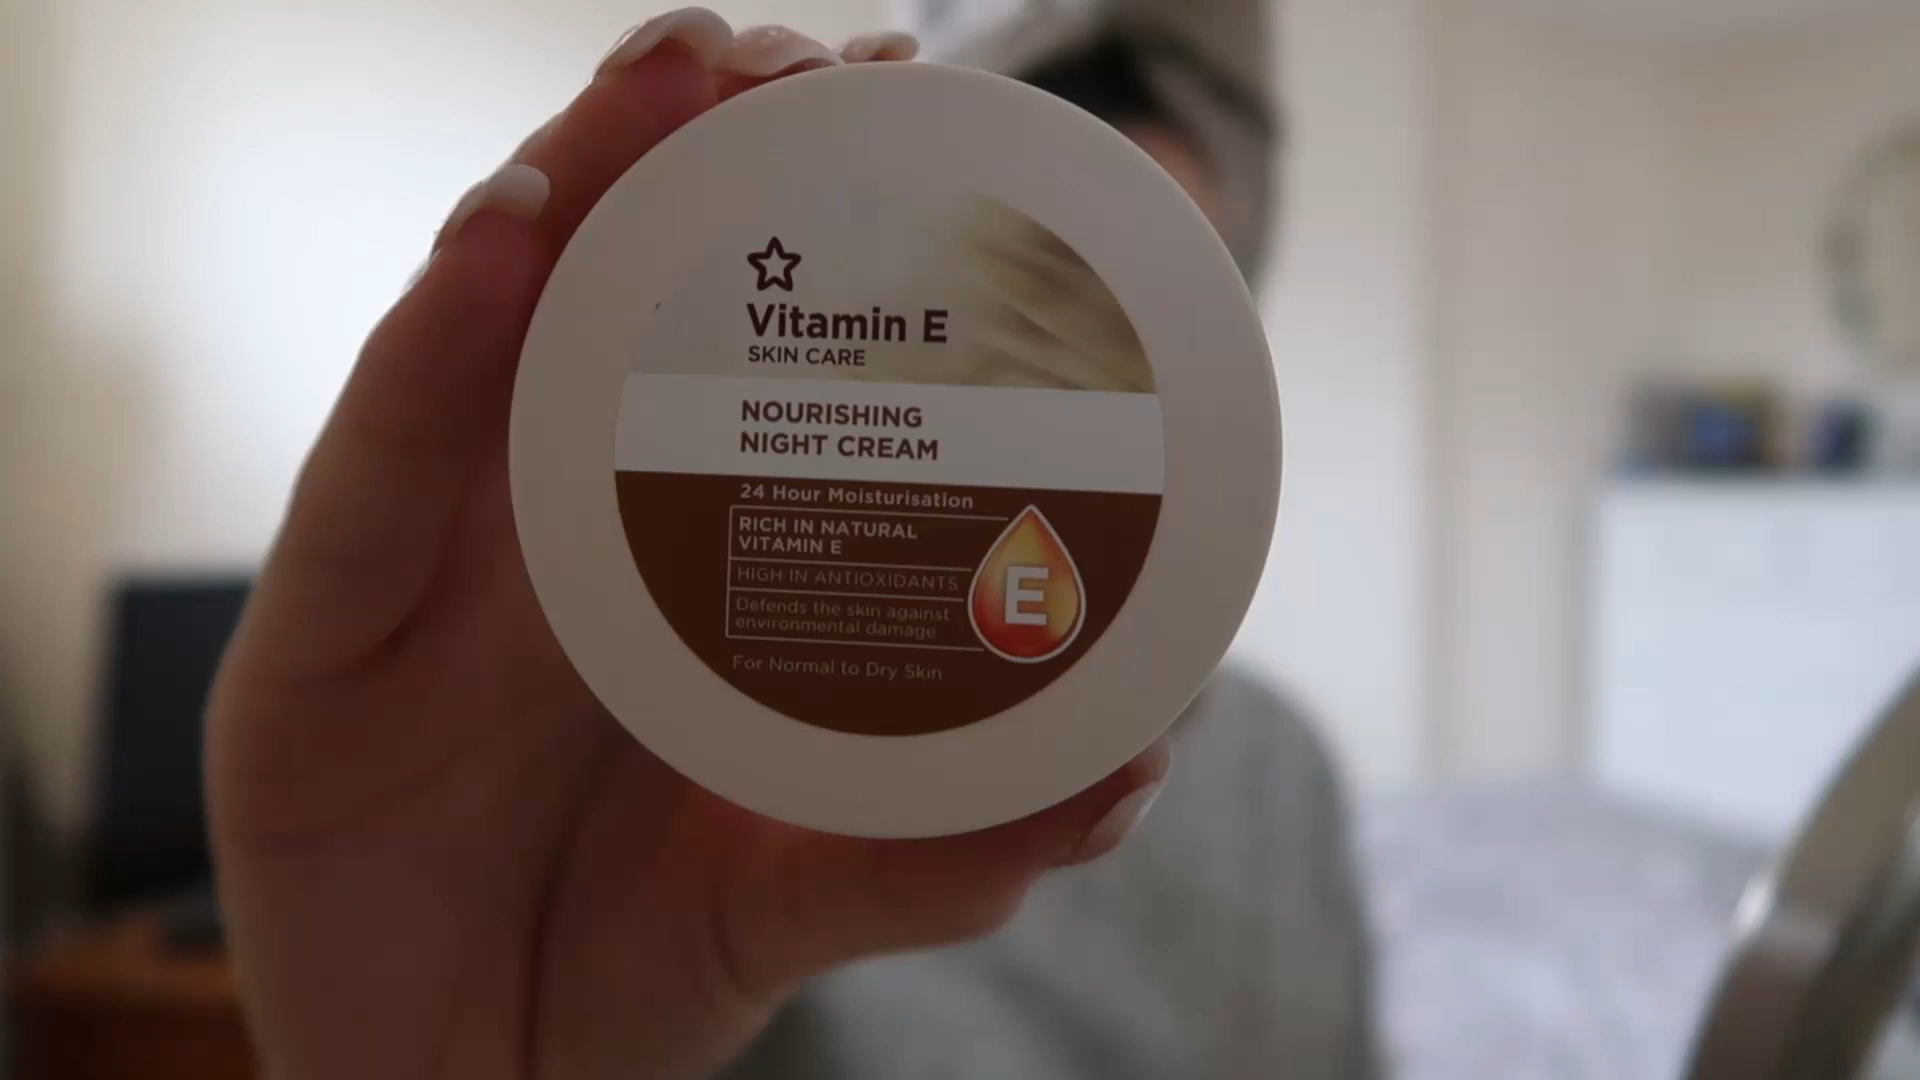 Vitamin E
SKIN CARE
NOURISHING
NIGHT CREAM
24 Hour Moisturisation
RICH IN NATURAL
VITAMIN E
HIGH IN ANTIOXIDANTS
Defends the skin against
environmental damage
E
For Normal to Dry Skin